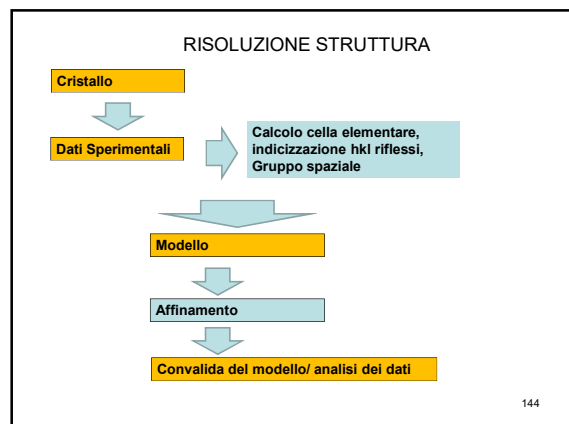 RISOLUZIONE STRUTTURA
Cristallo
Dati Sperimentali
Calcolo cella elementare,
indicizzazione hkl riflessi,
Gruppo spaziale
Modello
Affinamento
Convalida del modello/ analisi dei dati
144